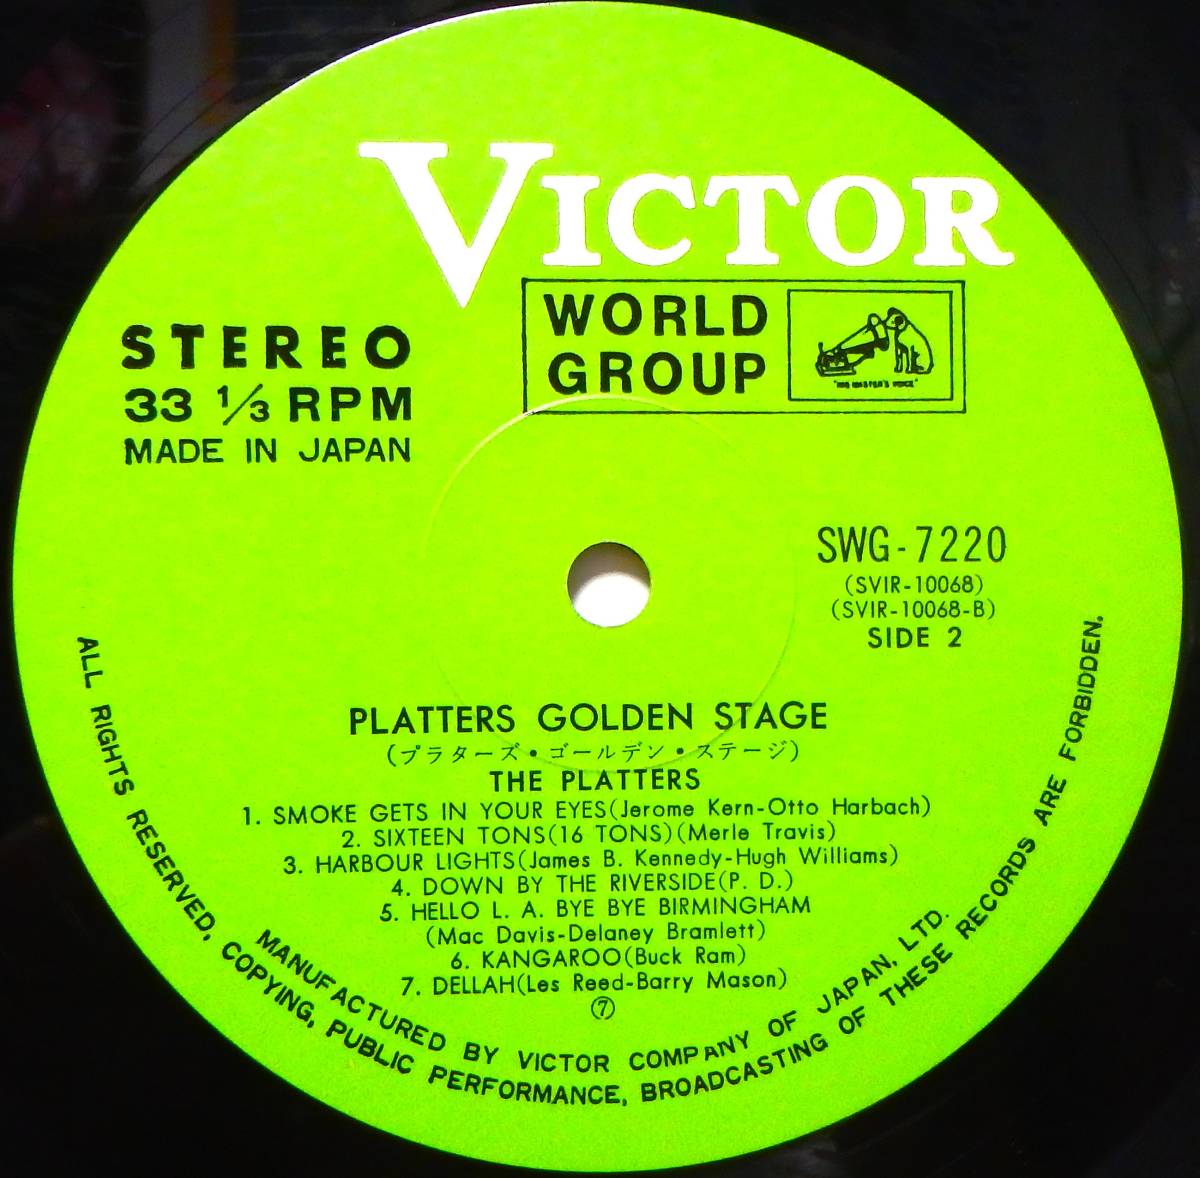 VICTOR
WORLD
GROUP
"HIS MASTER'S VOICE"
STEREO
33 1/3 RPM
MADE IN JAPAN
SWG-7220
(SVIR-10068)
(SVIR-10068-B)
SIDE 2
PLATTERS GOLDEN STAGE
(プラターズ・ゴールデン・ステージ)
THE PLATTERS
1. SMOKE GETS IN YOUR EYES(Jerome Kern-Otto Harbach)
2. SIXTEEN TONS(16 TONS)(Merle Travis)
3. HARBOUR LIGHTS(James B. Kennedy-Hugh Williams)
4. DOWN BY THE RIVERSIDE(P. D.)
5. HELLO L. A. BYE BYE BIRMINGHAM
(Mac Davis-Delaney Bramlett)
6. KANGAROO(Buck Ram)
7. DELLAH(Les Reed-Barry Mason)
⑦
MANUFACTURED BY VICTOR COMPANY OF JAPAN, LTD.
ALL RIGHTS RESERVED, COPYING, PUBLIC PERFORMANCE, BROADCASTING OF THESE RECORDS ARE FORBIDDEN.